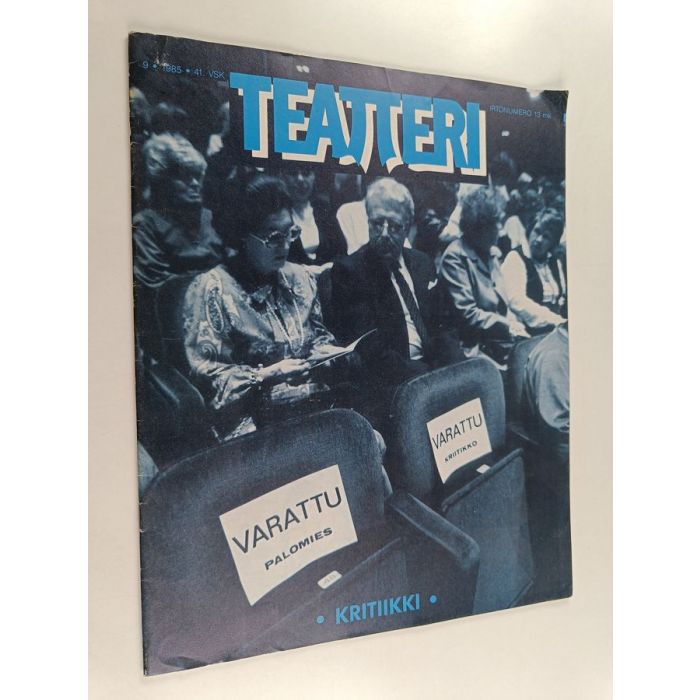 9 • 1985 • 41. VSK
TEATTERI
IRTONUMERO 13 mk
VARATTU
KRIITIKKO
VARATTU
PALOMIES
• KRITIIKKI •